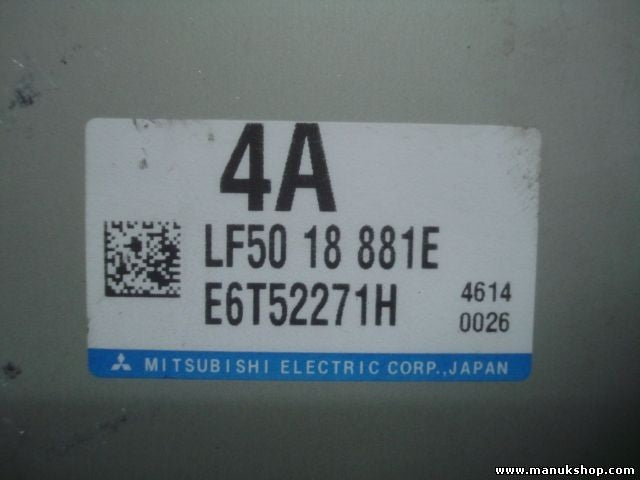 4A
LF50 18 881E
E6T52271H
4614
0026
MITSUBISHI ELECTRIC CORP.,JAPAN
www.manukshop.com